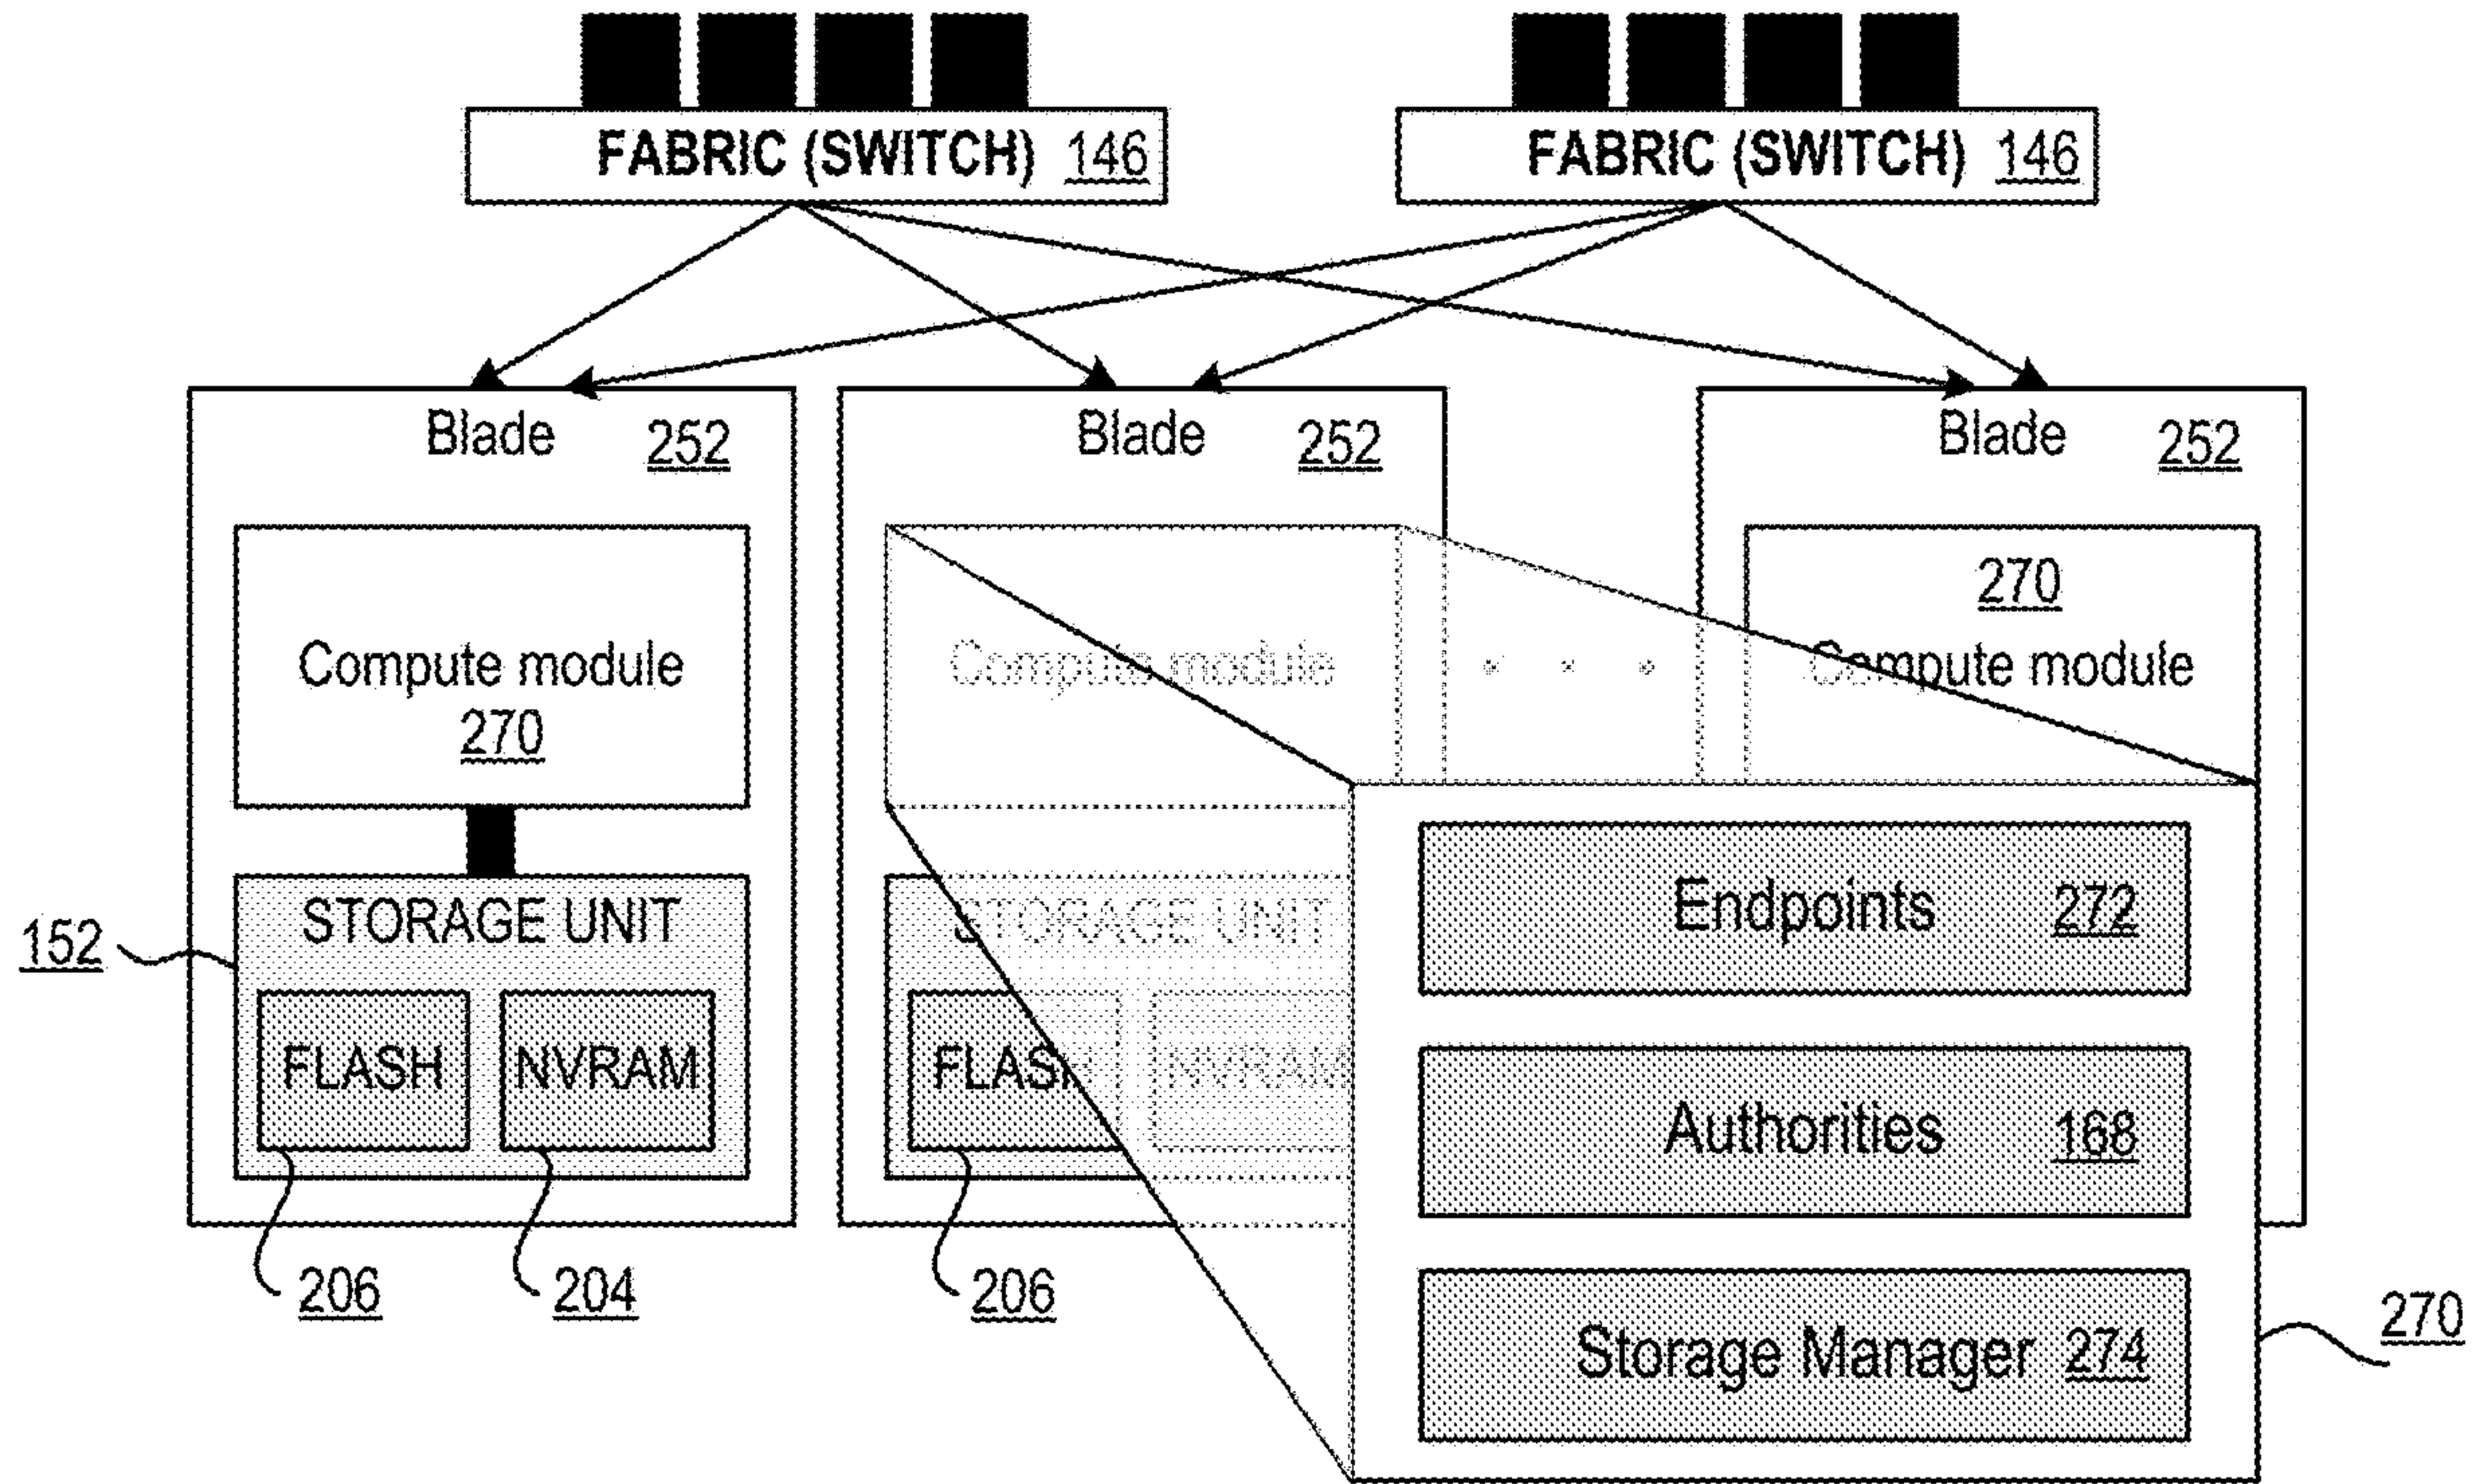 FABRIC (SWITCH) 146
FABRIC (SWITCH) 146
Blade 252
Blade 252
Blade 252
270
Compute module
270
Compute module
Compute module
152
STORAGE UNIT
FLASH
NVRAM
STORAGE UNIT
FLASH
NVRAM
Endpoints 272
Authorities 168
Storage Manager 274
206
204
206
270